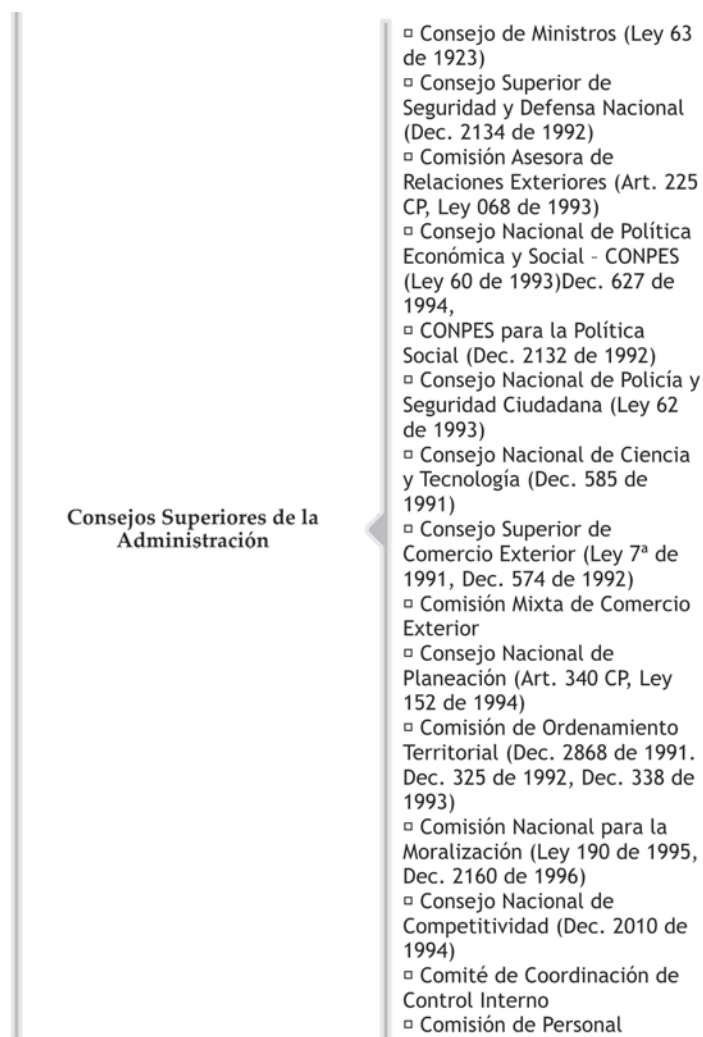 Consejos Superiores de la
Administración
▫ Consejo de Ministros (Ley 63
de 1923)
▫ Consejo Superior de
Seguridad y Defensa Nacional
(Dec. 2134 de 1992)
▫ Comisión Asesora de
Relaciones Exteriores (Art. 225
CP, Ley 068 de 1993)
▫ Consejo Nacional de Política
Económica y Social – CONPES
(Ley 60 de 1993)Dec. 627 de
1994,
▫ CONPES para la Política
Social (Dec. 2132 de 1992)
▫ Consejo Nacional de Policía y
Seguridad Ciudadana (Ley 62
de 1993)
▫ Consejo Nacional de Ciencia
y Tecnología (Dec. 585 de
1991)
▫ Consejo Superior de
Comercio Exterior (Ley 7ª de
1991, Dec. 574 de 1992)
▫ Comisión Mixta de Comercio
Exterior
▫ Consejo Nacional de
Planeación (Art. 340 CP, Ley
152 de 1994)
▫ Comisión de Ordenamiento
Territorial (Dec. 2868 de 1991.
Dec. 325 de 1992, Dec. 338 de
1993)
▫ Comisión Nacional para la
Moralización (Ley 190 de 1995,
Dec. 2160 de 1996)
▫ Consejo Nacional de
Competitividad (Dec. 2010 de
1994)
▫ Comité de Coordinación de
Control Interno
▫ Comisión de Personal